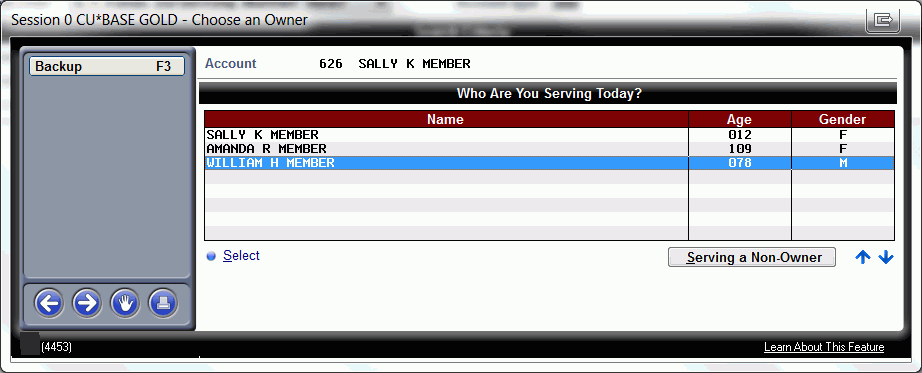 Session 0 CU*BASE GOLD - Choose an Owner
Backup F3
Account 626 SALLY K MEMBER
Who Are You Serving Today?
Name Age Gender
SALLY K MEMBER 012 F
AMANDA R MEMBER 109 F
WILLIAM H MEMBER 078 M
Select Serving a Non-Owner
(4453) Learn About This Feature